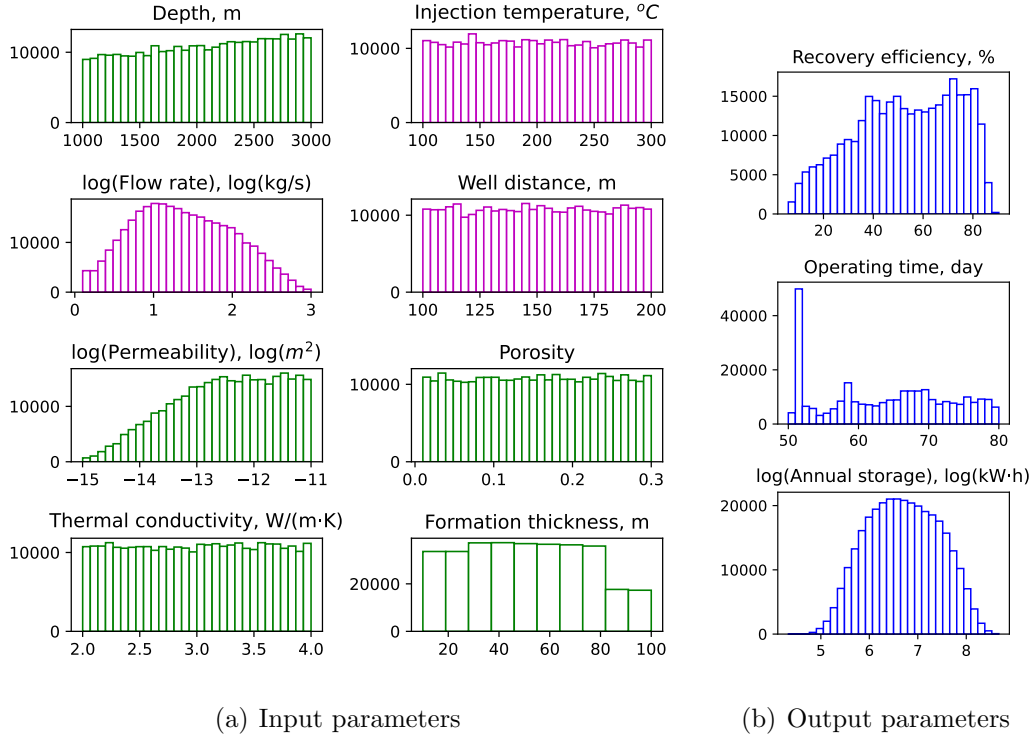 Depth, m
10000
0
1000 1500 2000 2500 3000
Injection temperature, °C
10000
0
100 150 200 250 300
log(Flow rate), log(kg/s)
10000
0
0 1 2 3
Well distance, m
10000
0
100 125 150 175 200
log(Permeability), log(m²)
10000
0
−15 −14 −13 −12 −11
Porosity
10000
0
0.0 0.1 0.2 0.3
Thermal conductivity, W/(m·K)
10000
0
2.0 2.5 3.0 3.5 4.0
Formation thickness, m
20000
0
20 40 60 80 100
(a) Input parameters
Recovery efficiency, %
15000
10000
5000
0
20 40 60 80
Operating time, day
40000
20000
0
50 60 70 80
log(Annual storage), log(kW·h)
20000
10000
0
5 6 7 8
(b) Output parameters